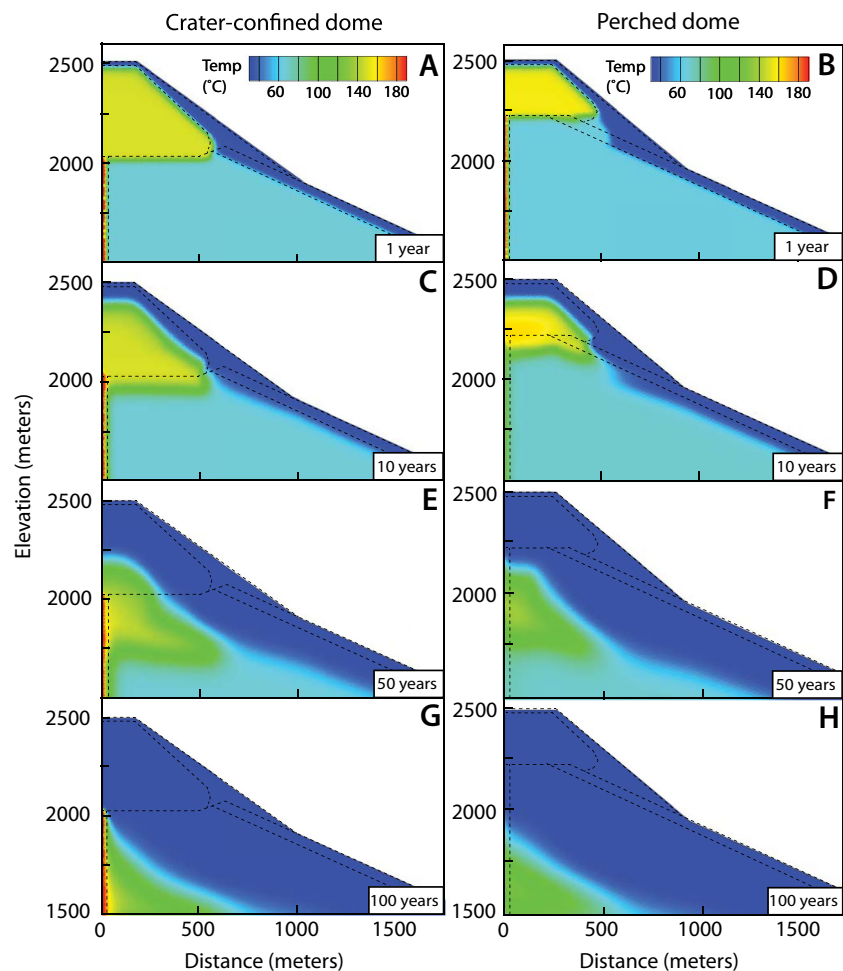 Crater-confined dome
Perched dome
2500
2000
Temp
(˚C)
60
100
140
180
A
1 year
2500
2000
Temp
(˚C)
60
100
140
180
B
1 year
2500
2000
C
10 years
2500
2000
D
10 years
Elevation (meters)
2500
2000
E
50 years
2500
2000
F
50 years
2500
2000
1500
G
100 years
2500
2000
1500
H
100 years
0
500
1000
1500
Distance (meters)
0
500
1000
1500
Distance (meters)